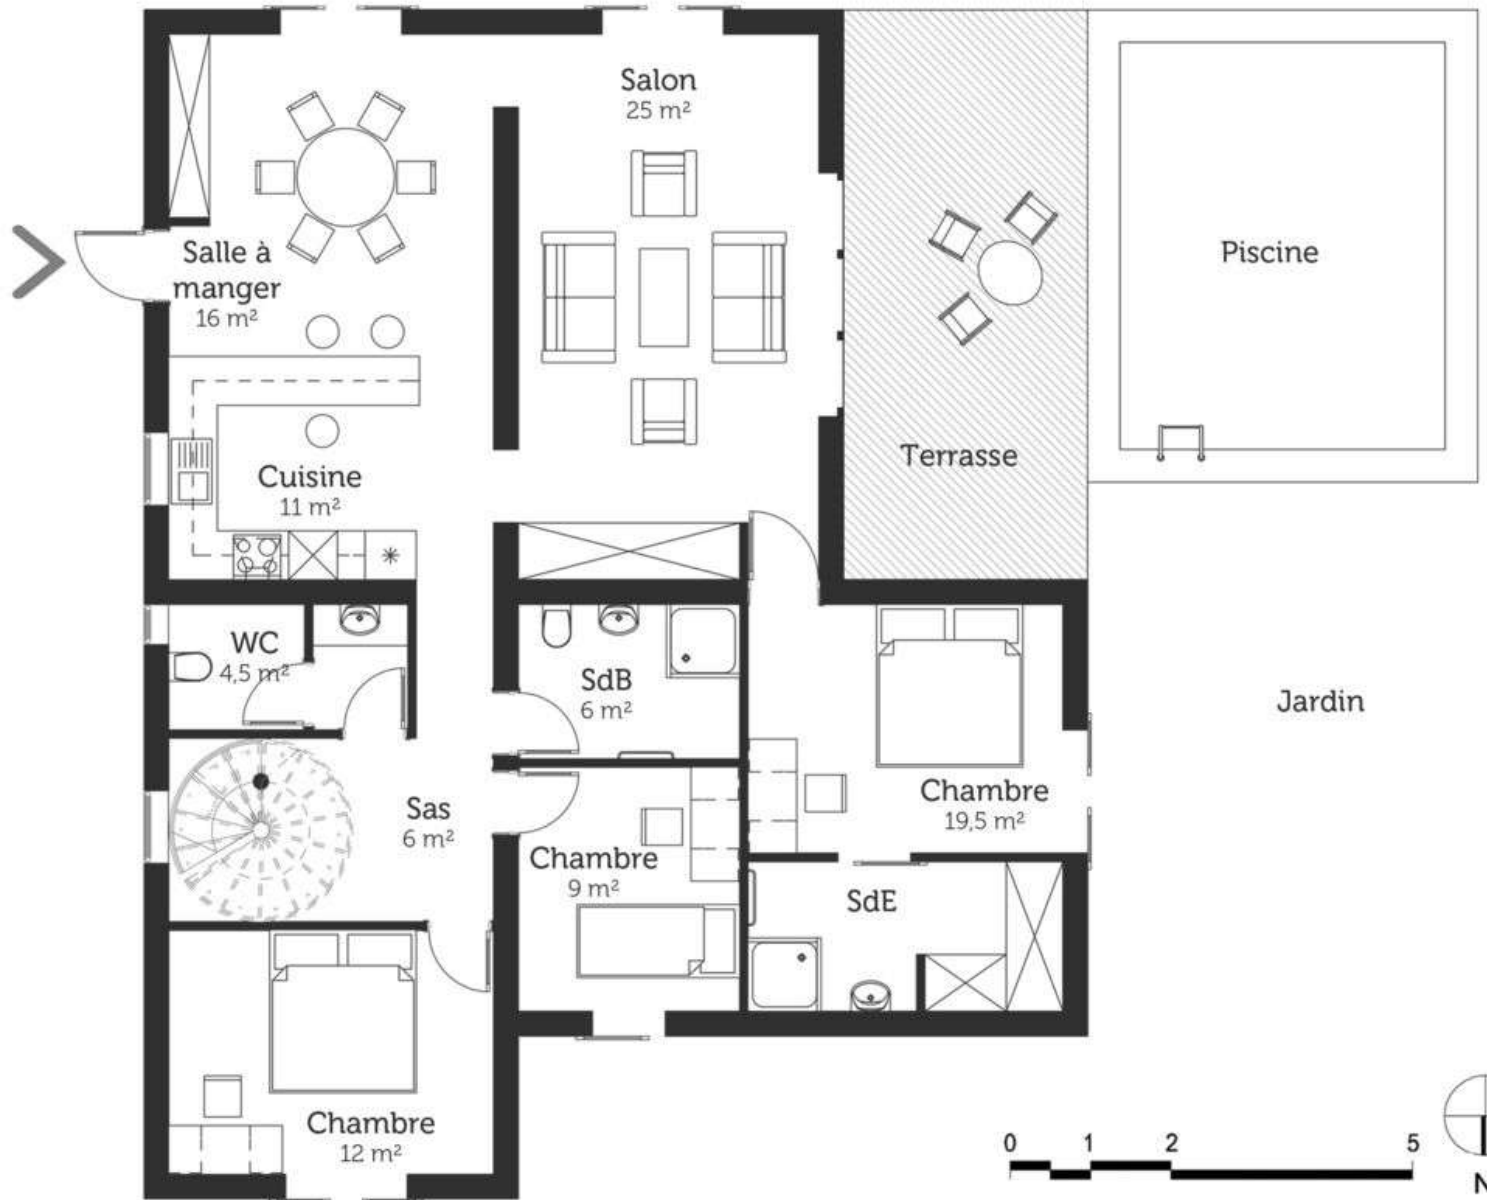 Salon
25 m²
Salle à
manger
16 m²
Piscine
Terrasse
Cuisine
11 m²
WC
4,5 m²
SdB
6 m²
Jardin
Chambre
19,5 m²
Sas
6 m²
Chambre
9 m²
SdE
Chambre
12 m²
0 1 2 5
N